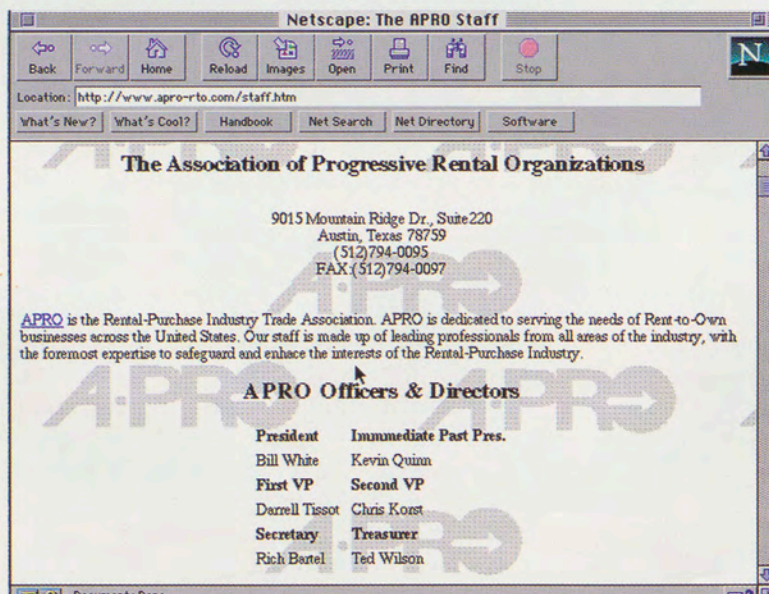 Netscape: The APRO Staff
Back Forward Home Reload Images Open Print Find Stop
N
Location: http://www.apro-rto.com/staff.htm
What's New? What's Cool? Handbook Net Search Net Directory Software
The Association of Progressive Rental Organizations
9015 Mountain Ridge Dr., Suite 220
Austin, Texas 78759
(512)794-0095
FAX:(512)794-0097
APRO is the Rental-Purchase Industry Trade Association. APRO is dedicated to serving the needs of Rent-to-Own
businesses across the United States. Our staff is made up of leading professionals from all areas of the industry, with
the foremost expertise to safeguard and enhace the interests of the Rental-Purchase Industry.
APRO Officers & Directors
President Immmediate Past Pres.
Bill White Kevin Quinn
First VP Second VP
Darrell Tissot Chris Korst
Secretary Treasurer
Rich Bartel Ted Wilson